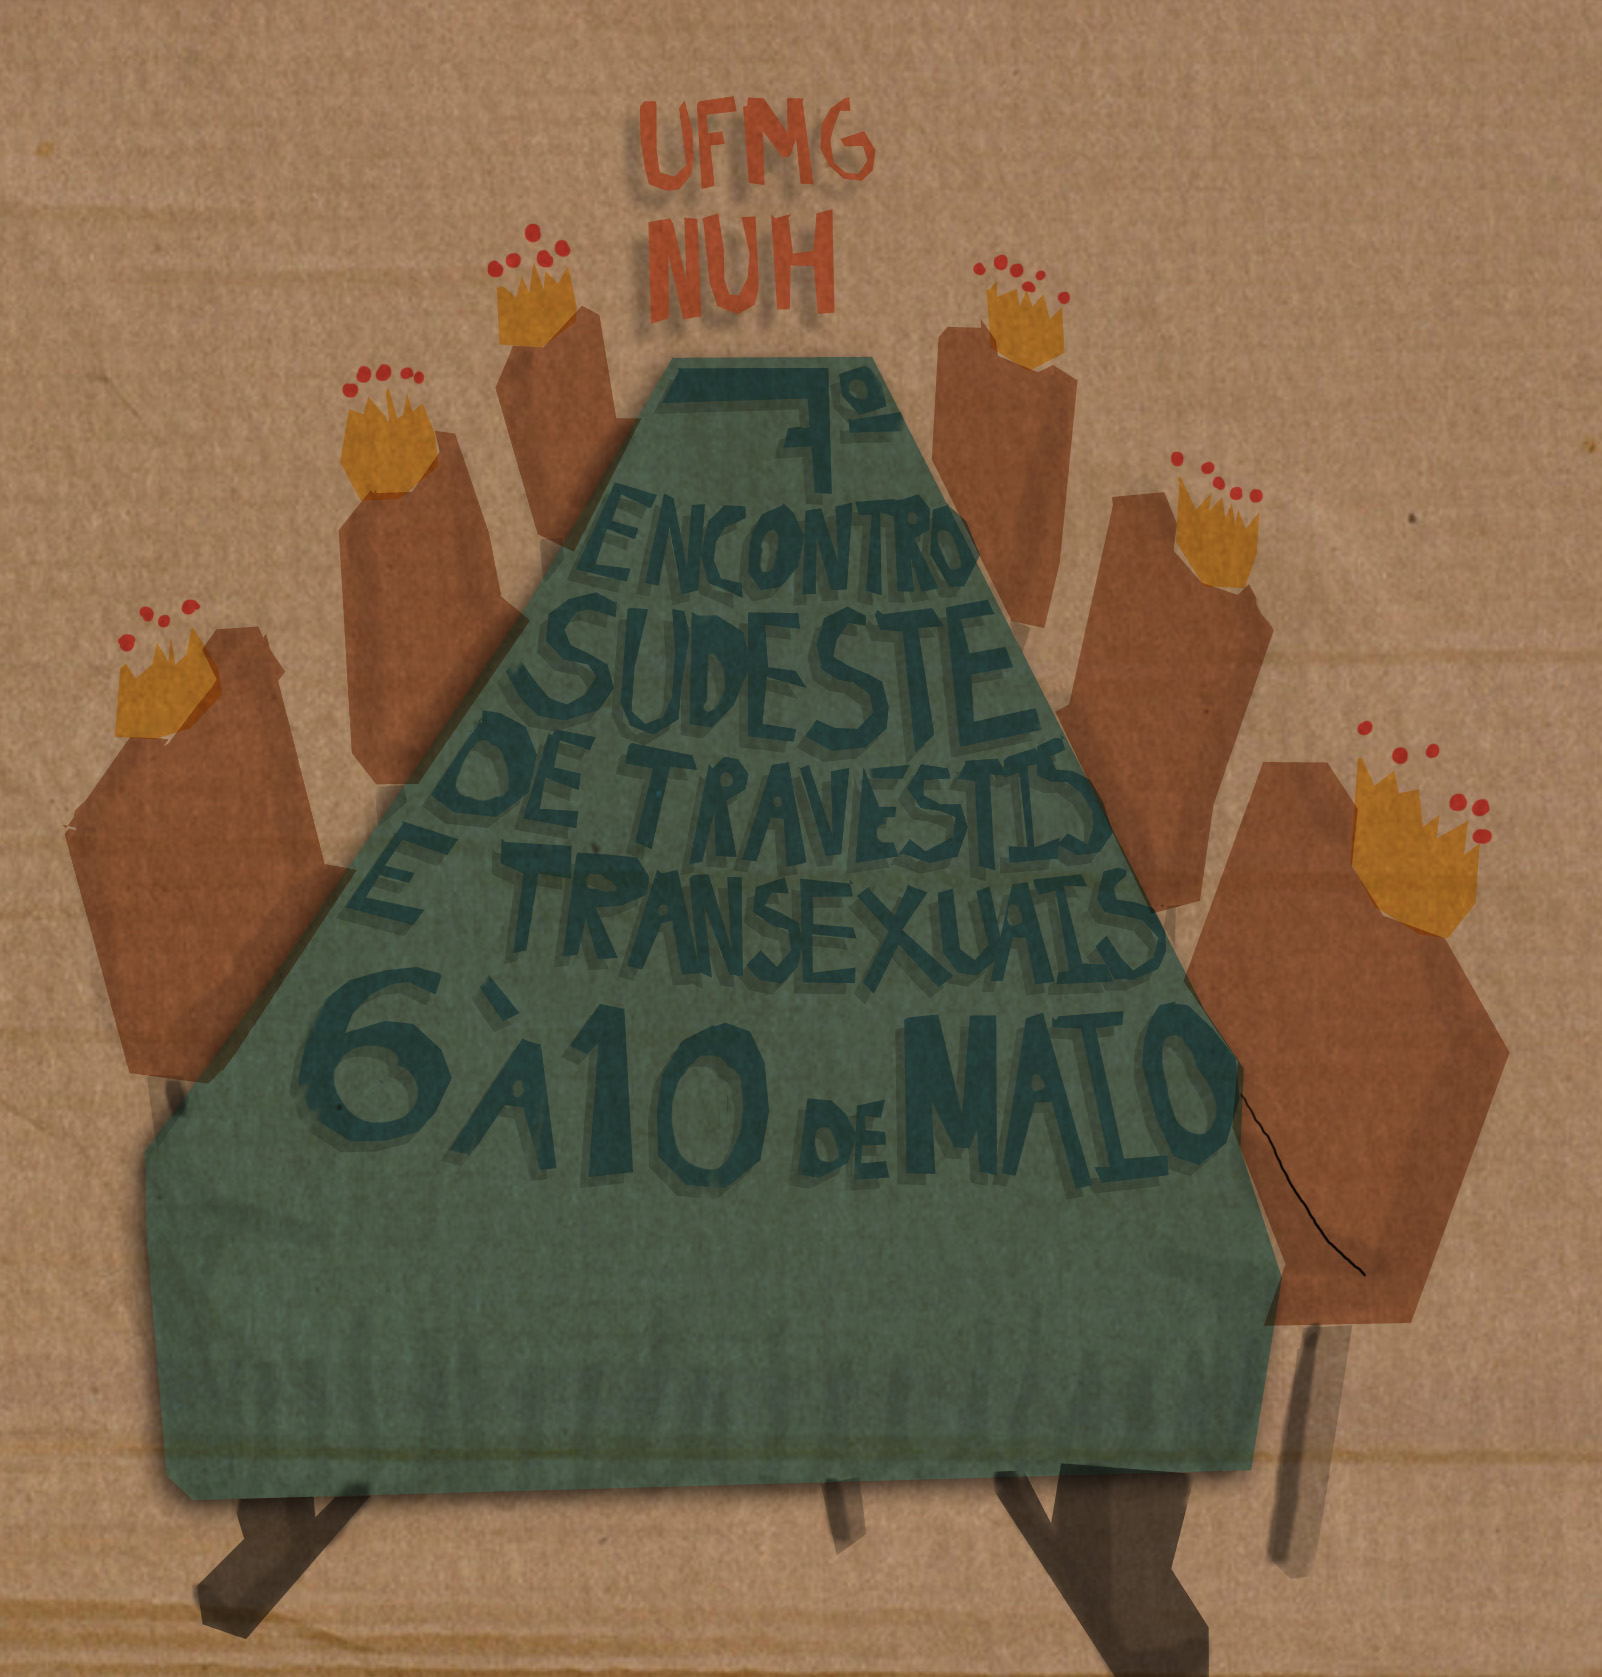 UFMG
NUH
7º
ENCONTRO
SUDESTE
DE TRAVESTIS
E TRANSEXUAIS
6 À 10 DE MAIO